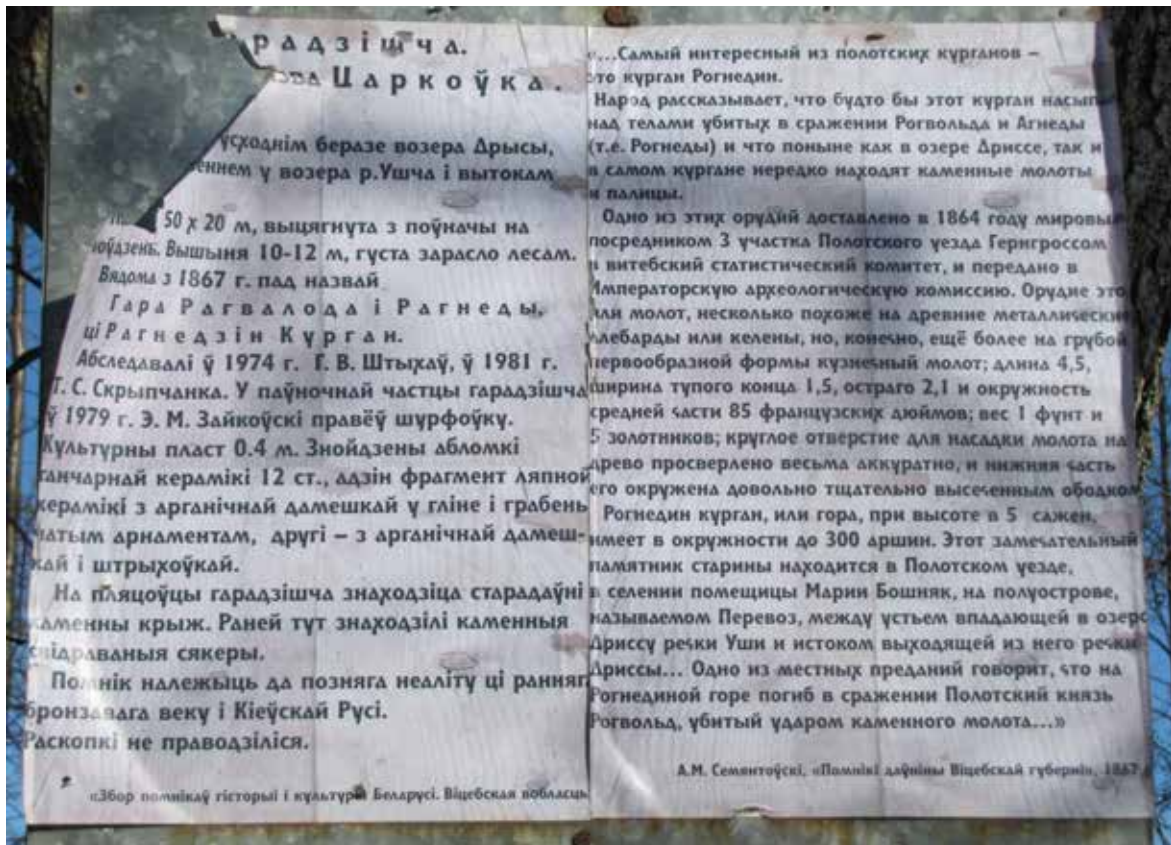 радзішча.
Царкоўка.
ўсходнім беразе возера Дрысы,
у возера р.Ушча і вытокам
50 х 20 м, выцягнута з поўначы на
Вышыня 10-12 м, густа зарасло лесам.
Вядома з 1867 г. пад назвай
Гара Рагвалода і Рагнеды,
ці Рагнедзін Курган.
Абследавалі ў 1974 г. Г. В. Штыхаў, ў 1981 г.
Т. С. Скрыпчанка. У паўночнай частцы гарадзішча
ў 1979 г. Э. М. Зайкоўскі правёў шурфоўку.
Культурны пласт 0.4 м. Знойдзены абломкі
ганчарнай керамікі 12 ст., адзін фрагмент ляпной
керамікі з арганічнай дамешкай у гліне і грабень
чатым арнаментам, другі – з арганічнай дамеш-
кай і штрыхоўкай.
На пляцоўцы гарадзішча знаходзіца старадаўні
каменны крыж. Раней тут знаходзілі каменныя
свідраваныя сякеры.
Помнік належыць да позняга неаліту ці ранняг
бронзавага веку і Кіеўскай Русі.
Раскопкі не праводзіліся.
«Збор помнікаў гісторыі і культуры Беларусі. Віцебская вобласць
«...Самый интересный из полотских курганов –
это курган Рогнедин.
Народ рассказывает, что будто бы этот курган насып
над телами убитых в сражении Рогвольда и Агнеды
(т.е. Рогнеды) и что поныне как в озере Дриссе, так и
в самом кургане нередко находят каменные молоты
и палицы.
Одно из этих орудий доставлено в 1864 году мировым
посредником 3 участка Полотского уезда Гернгроссом
в витебский статистический комитет, и передано в
Императорскую археологическую комиссию. Орудие это
или молот, несколько похоже на древние металлически
алебарды или келены, но, конечно, ещё более на грубой
первообразной формы кузнечный молот; длина 4,5,
ширина тупого конца 1,5, остраго 2,1 и окружность
средней части 85 французских дюймов; вес 1 фунт и
5 золотников; круглое отверстие для насадки молота на
древо просверлено весьма аккуратно, и нижняя часть
его окружена довольно тщательно высеченным ободком
Рогнедин курган, или гора, при высоте в 5 сажен,
имеет в окружности до 300 аршин. Этот замечательный
памятник старины находится в Полотском уезде,
в селении помещицы Марии Бошняк, на полуострове,
называемом Перевоз, между устьем впадающей в озеро
Дриссу речки Уши и истоком выходящей из него речки
Дриссы... Одно из местных преданий говорит, что на
Рогнединой горе погиб в сражении Полотский князь
Рогвольд, убитый ударом каменного молота...»
А.М. Семянтоўскі, «Помнікі даўніны Віцебскай губерні», 1867